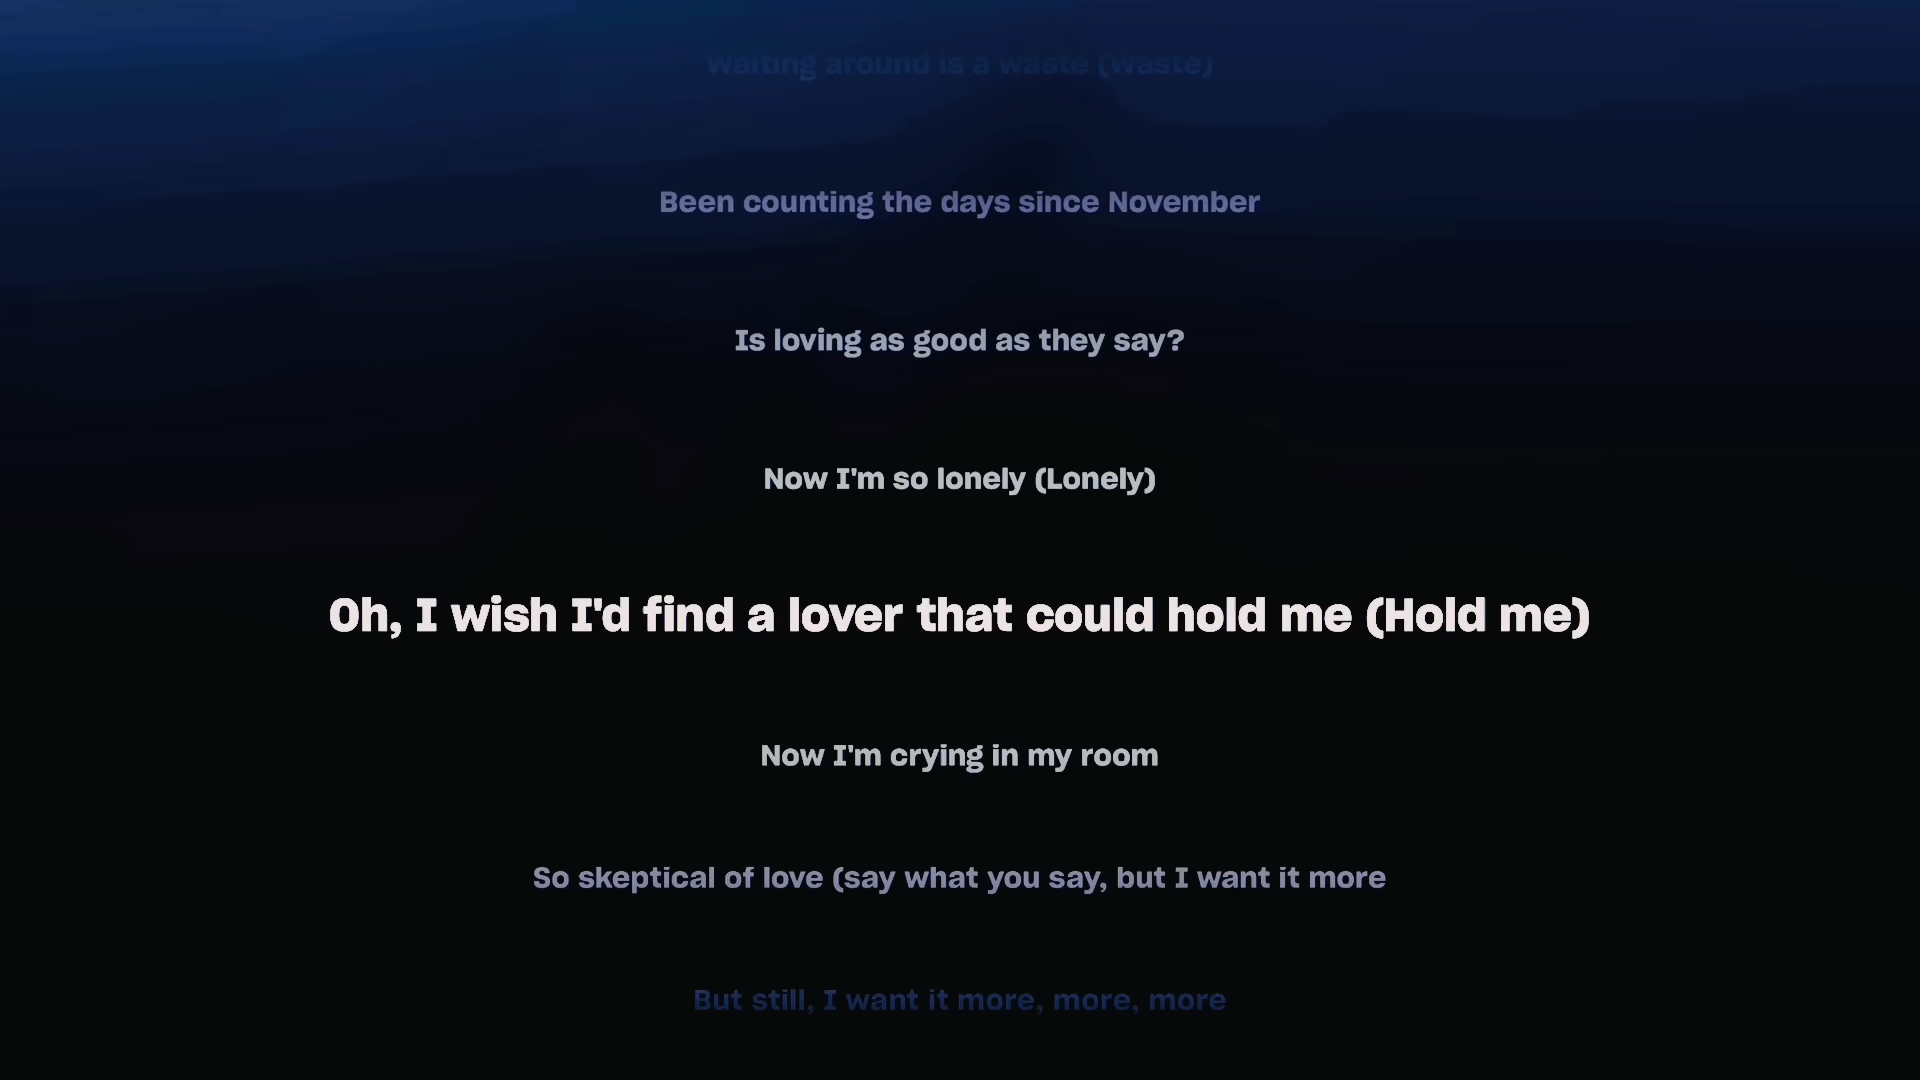 Waiting around is a waste (Waste)
Been counting the days since November
Is loving as good as they say?
Now I'm so lonely (Lonely)
Oh, I wish I'd find a lover that could hold me (Hold me)
Now I'm crying in my room
So skeptical of love (say what you say, but I want it more
But still, I want it more, more, more